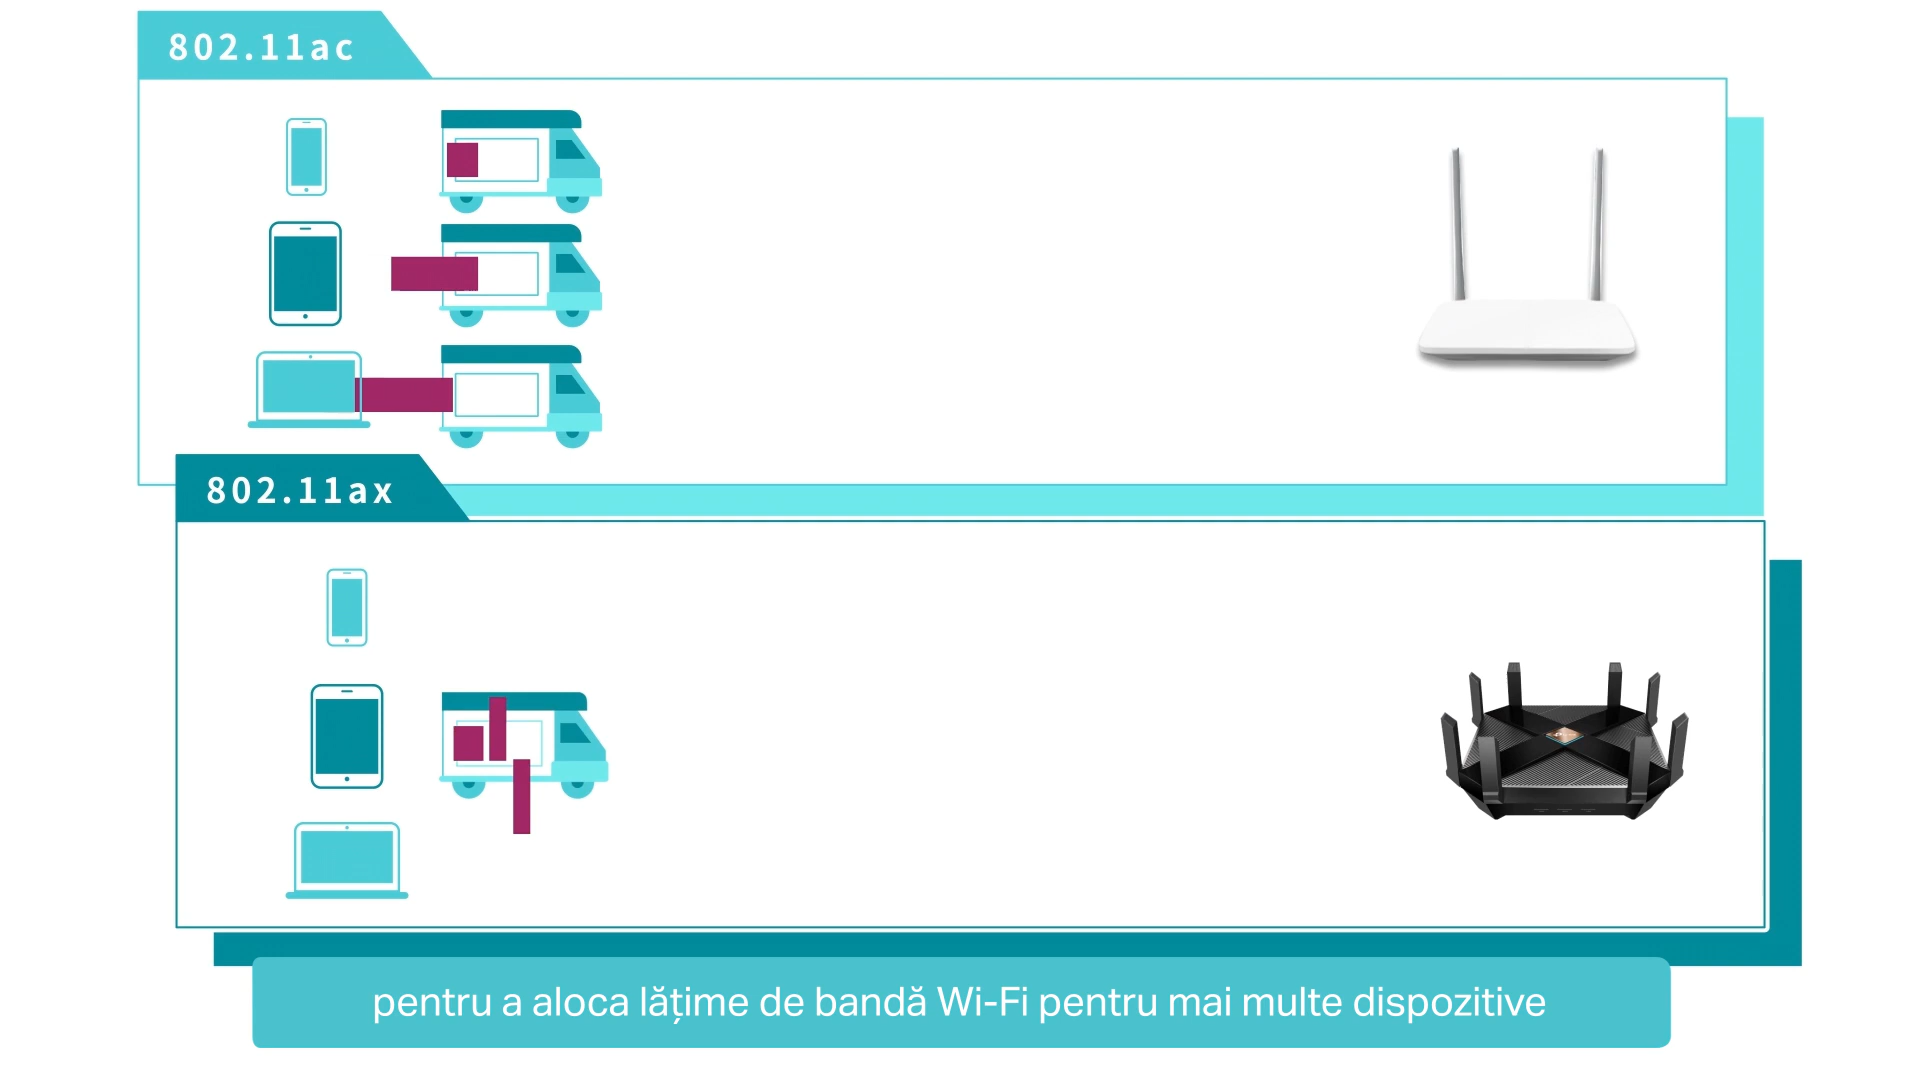 802.11ac
802.11ax
pentru a aloca lățime de bandă Wi-Fi pentru mai multe dispozitive